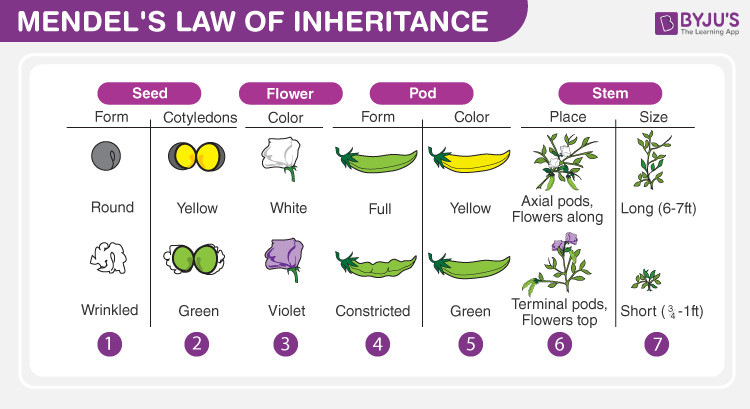 MENDEL'S LAW OF INHERITANCE
BYJU'S
The Learning App
Seed Flower Pod Stem
Form Cotyledons Color Form Color Place Size
Round Yellow White Full Yellow Axial pods, Flowers along Long (6-7ft)
Wrinkled Green Violet Constricted Green Terminal pods, Flowers top Short (3/4-1ft)
1 2 3 4 5 6 7